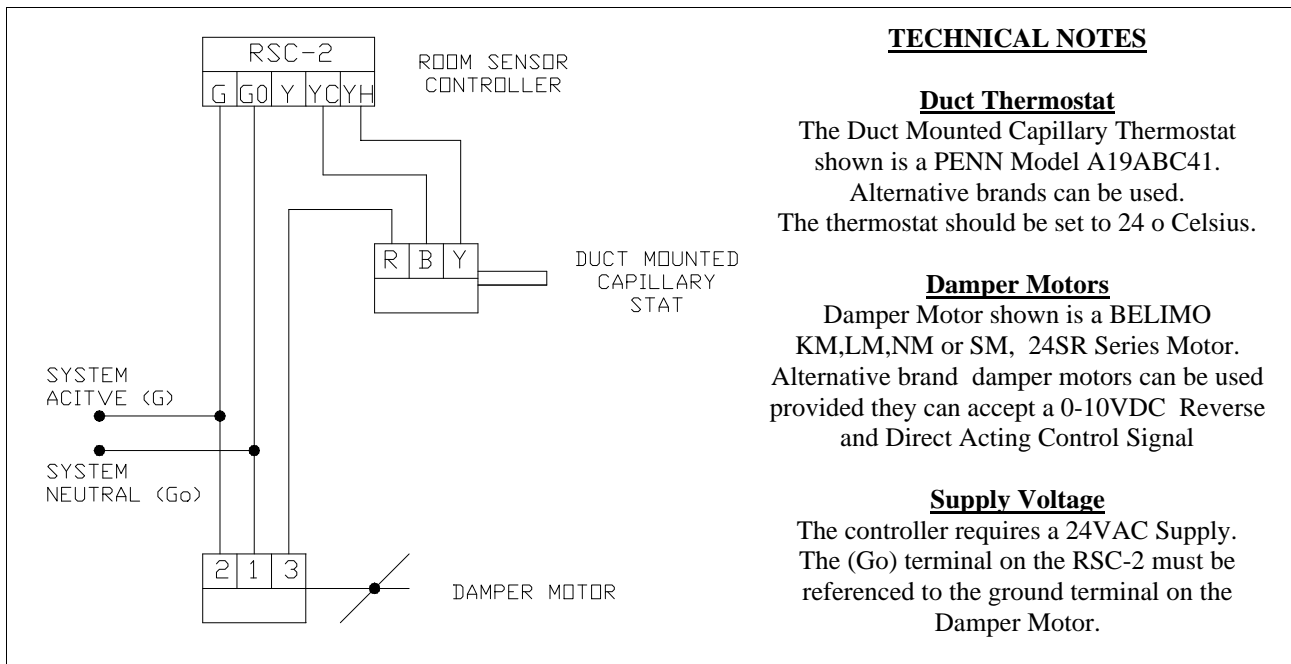 RSC-2
G G0 Y YC YH
ROOM SENSOR
CONTROLLER
R B Y
DUCT MOUNTED
CAPILLARY
STAT
SYSTEM
ACITVE (G)
SYSTEM
NEUTRAL (Go)
2 1 3
DAMPER MOTOR
TECHNICAL NOTES
Duct Thermostat
The Duct Mounted Capillary Thermostat
shown is a PENN Model A19ABC41.
Alternative brands can be used.
The thermostat should be set to 24 o Celsius.
Damper Motors
Damper Motor shown is a BELIMO
KM,LM,NM or SM, 24SR Series Motor.
Alternative brand damper motors can be used
provided they can accept a 0-10VDC Reverse
and Direct Acting Control Signal
Supply Voltage
The controller requires a 24VAC Supply.
The (Go) terminal on the RSC-2 must be
referenced to the ground terminal on the
Damper Motor.